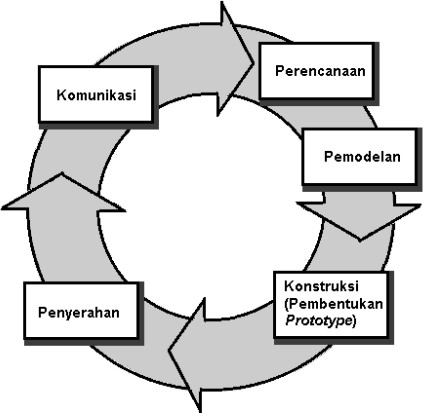 Komunikasi
Perencanaan
Pemodelan
Konstruksi
(Pembentukan
Prototype)
Penyerahan